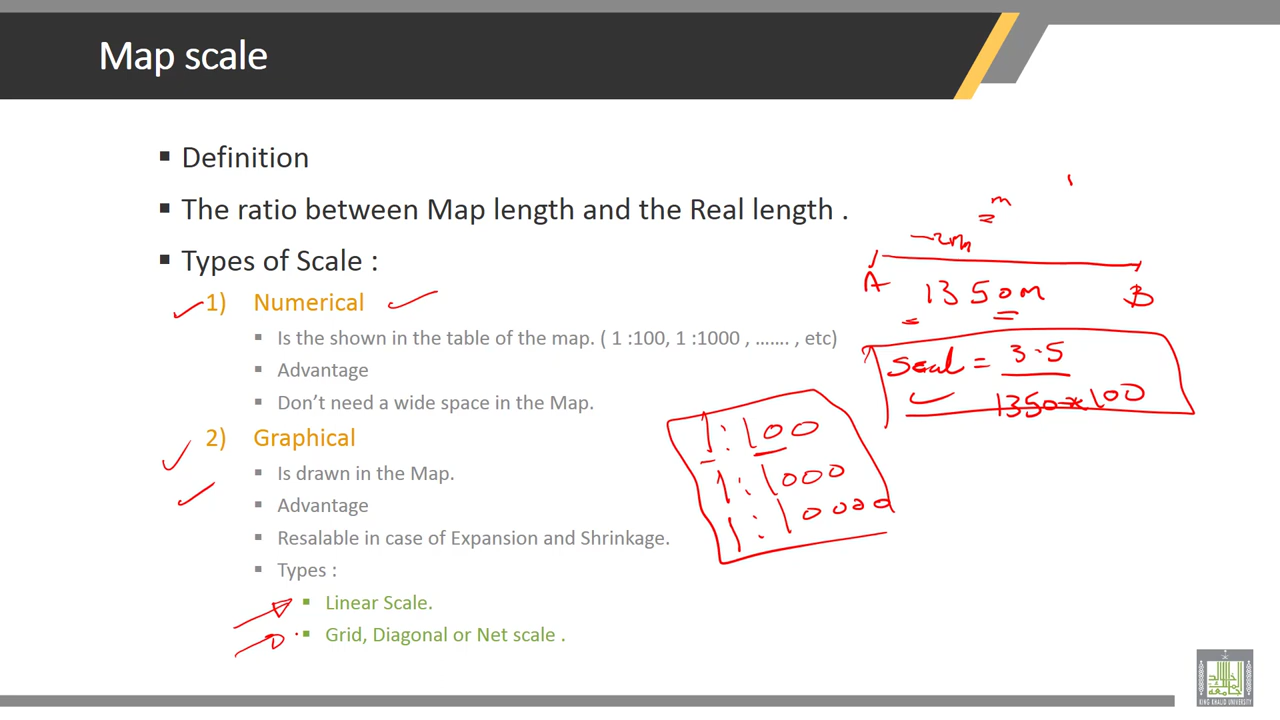 Map scale
▪ Definition
▪ The ratio between Map length and the Real length .
▪ Types of Scale :
1) Numerical
▪ Is the shown in the table of the map. ( 1 :100, 1 :1000 , ....... , etc)
▪ Advantage
▪ Don't need a wide space in the Map.
2) Graphical
▪ Is drawn in the Map.
▪ Advantage
▪ Resalable in case of Expansion and Shrinkage.
▪ Types :
▪ Linear Scale.
▪ Grid, Diagonal or Net scale .
m
A B
1350m
= 3.5
1350*100
1:100
1:1000
1:10000
KING KHALID UNIVERSITY